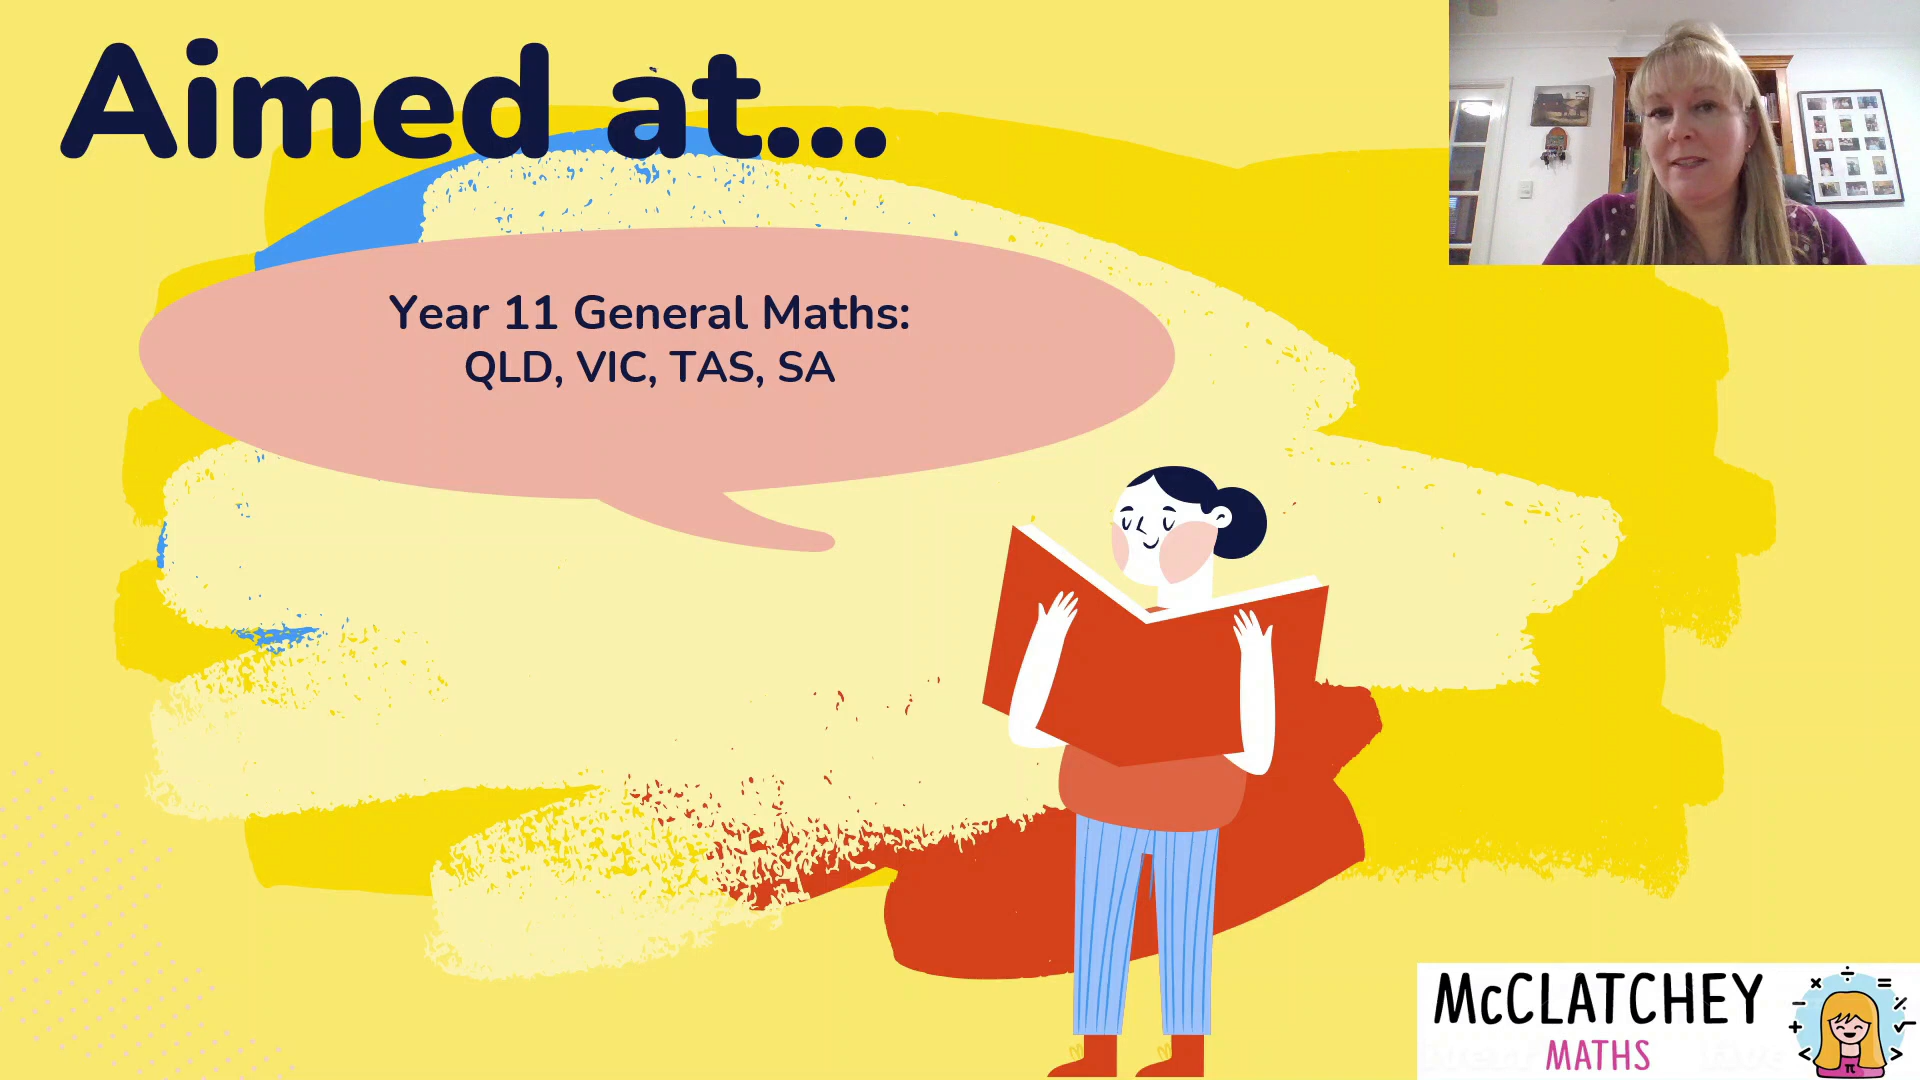 Aimed at...
Year 11 General Maths:
QLD, VIC, TAS, SA
McCLATCHEY
MATHS
π